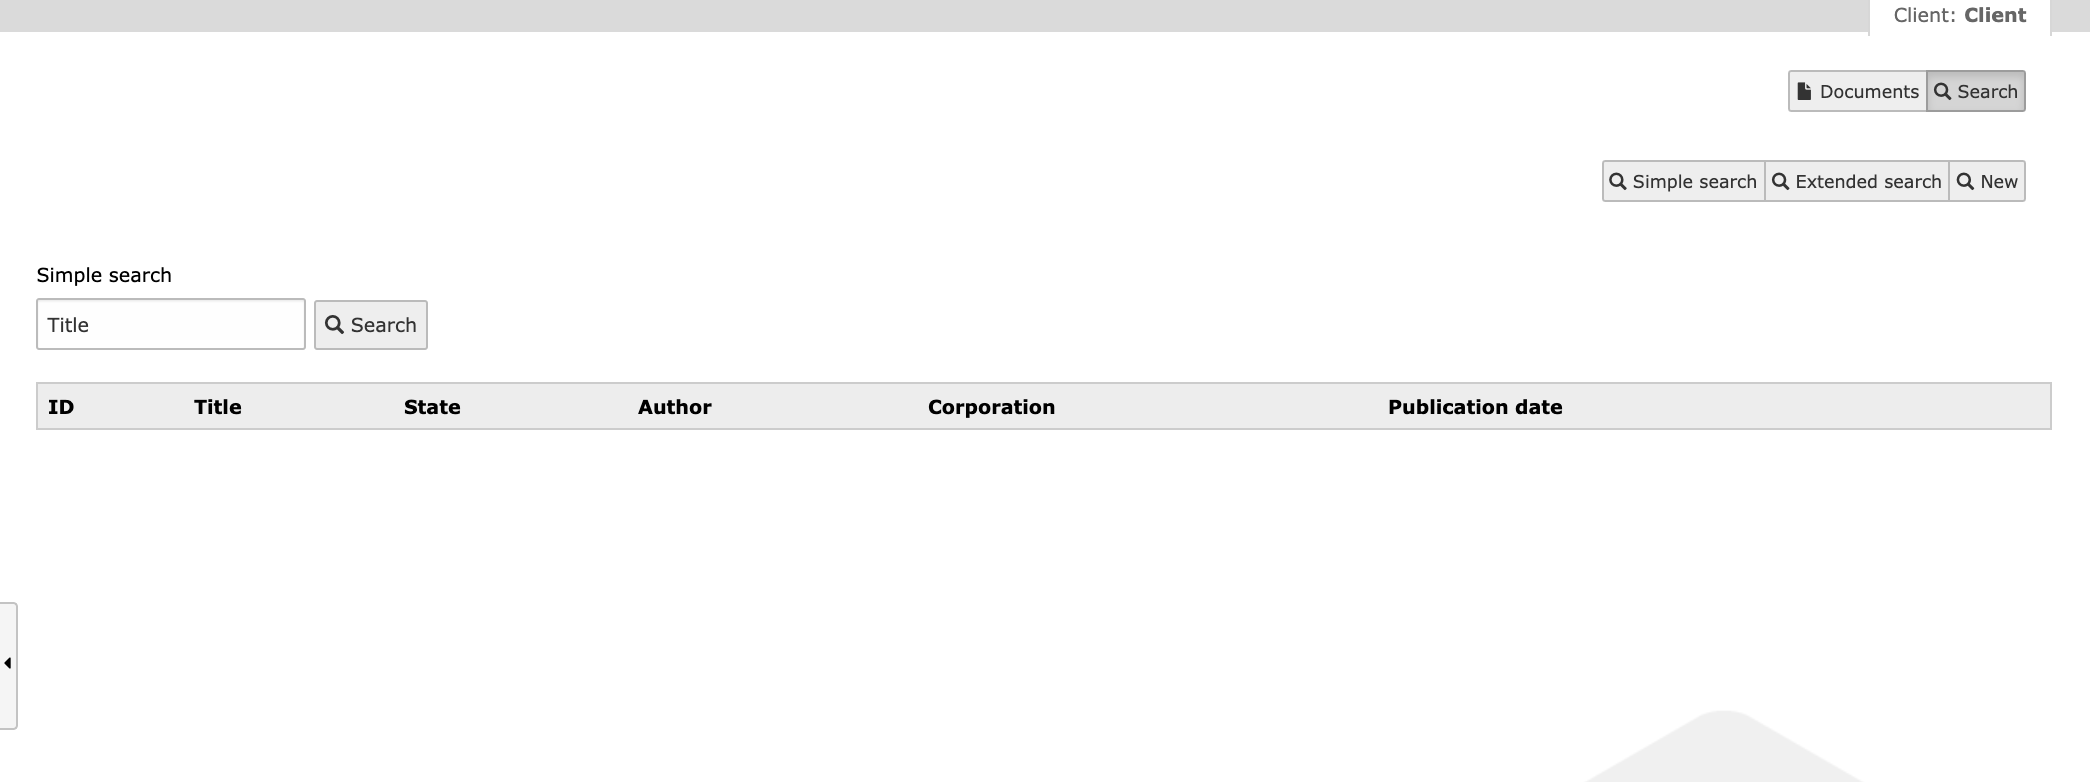 Client: Client
Documents Search
Simple search Extended search New
Simple search
Title Search
ID Title State Author Corporation Publication date